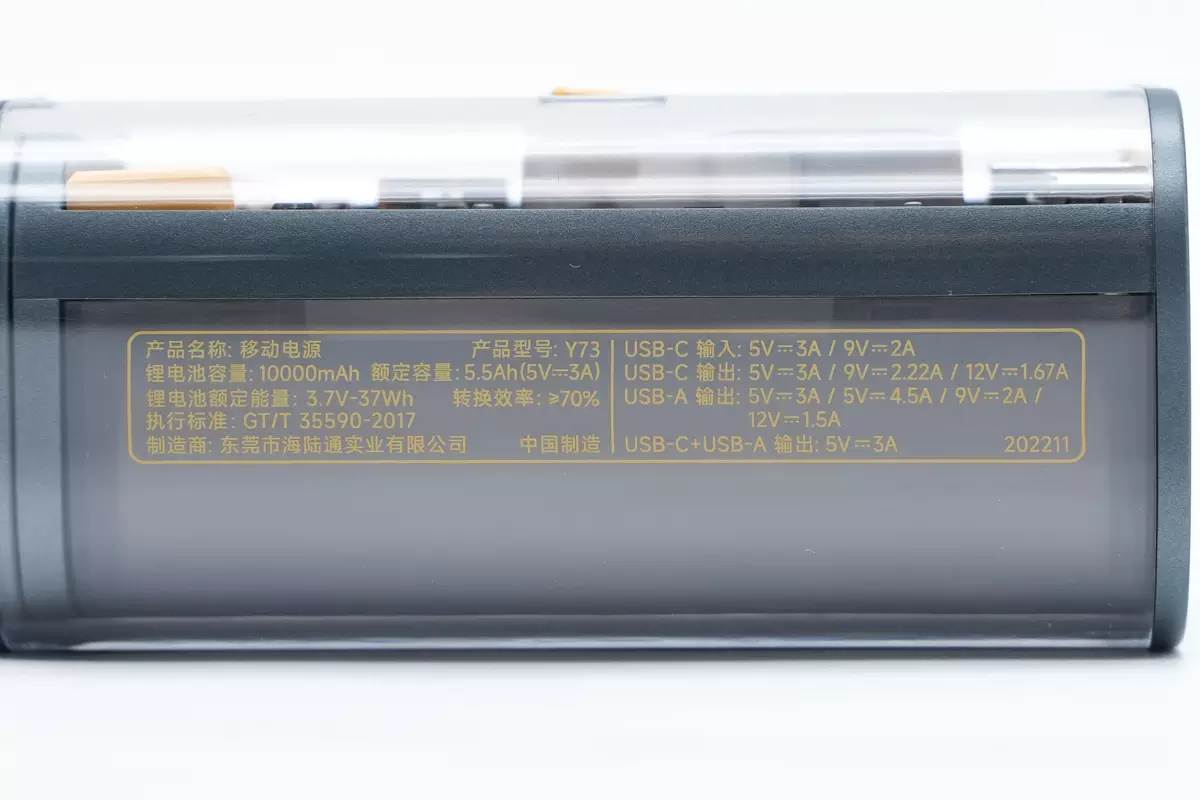 产品名称: 移动电源 产品型号: Y73
锂电池容量: 10000mAh 额定容量: 5.5Ah(5V⎓3A)
锂电池额定能量: 3.7V-37Wh 转换效率: ≥70%
执行标准: GT/T 35590-2017
制造商: 东莞市海陆通实业有限公司 中国制造
USB-C 输入: 5V⎓3A / 9V⎓2A
USB-C 输出: 5V⎓3A / 9V⎓2.22A / 12V⎓1.67A
USB-A 输出: 5V⎓3A / 5V⎓4.5A / 9V⎓2A /
12V⎓1.5A
USB-C+USB-A 输出: 5V⎓3A 202211